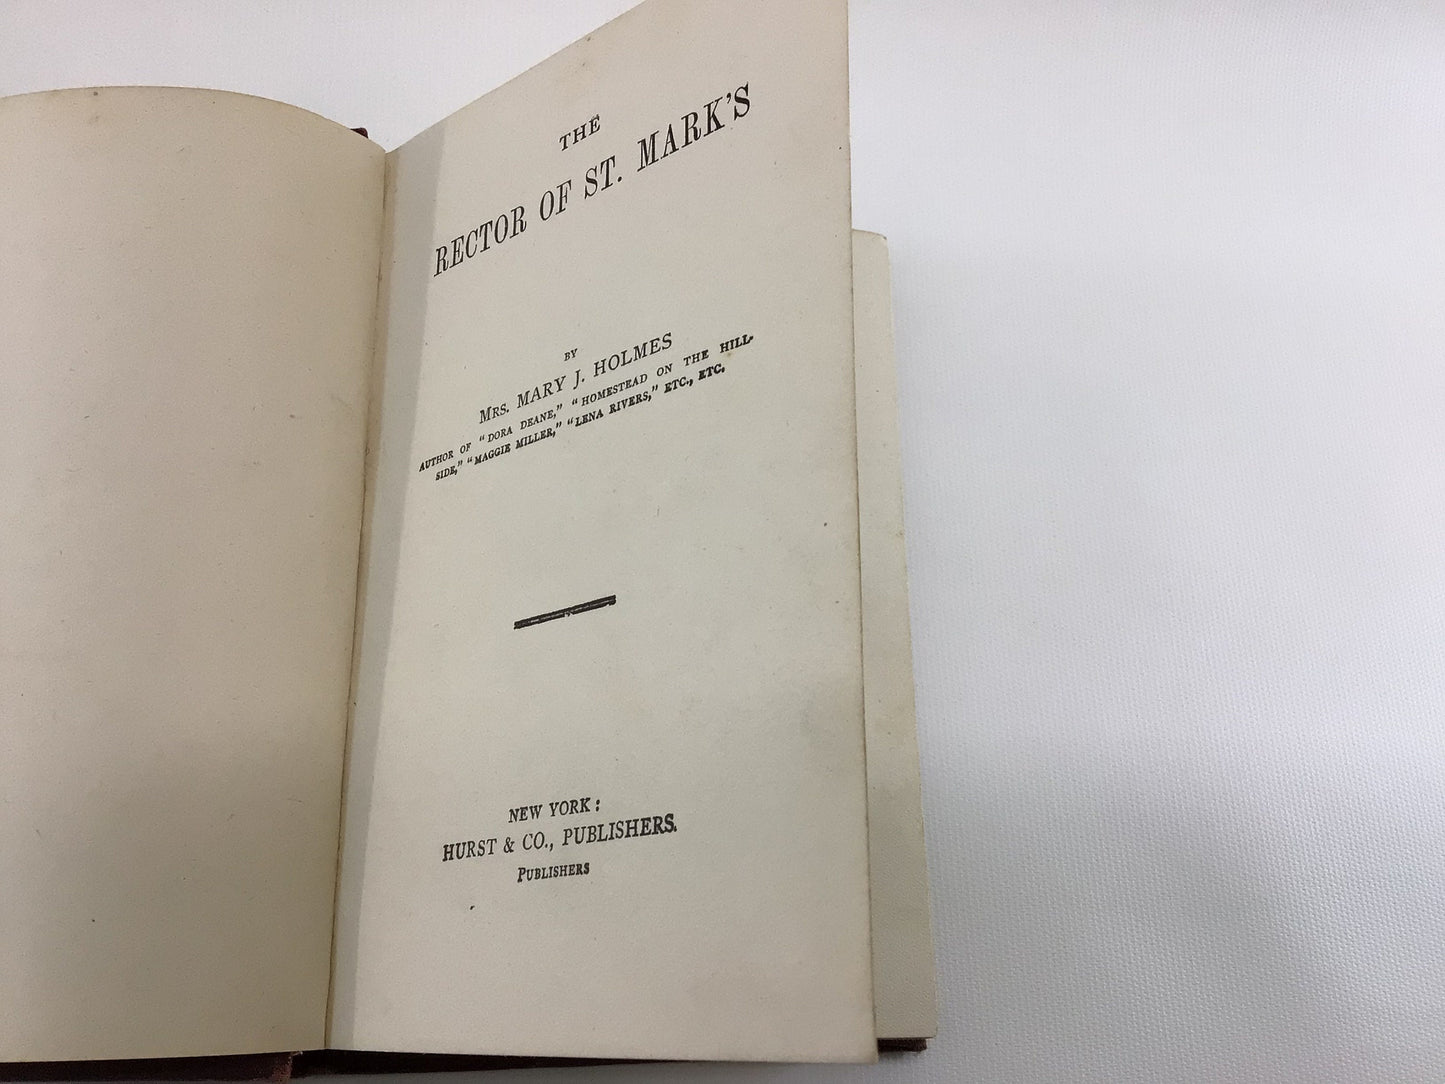 THE
RECTOR OF ST. MARK'S
BY
MRS. MARY J. HOLMES
AUTHOR OF "DORA DEANE," "HOMESTEAD ON THE HILL-
SIDE," "MAGGIE MILLER," "LENA RIVERS," ETC., ETC.
NEW YORK:
HURST & CO., PUBLISHERS.
PUBLISHERS